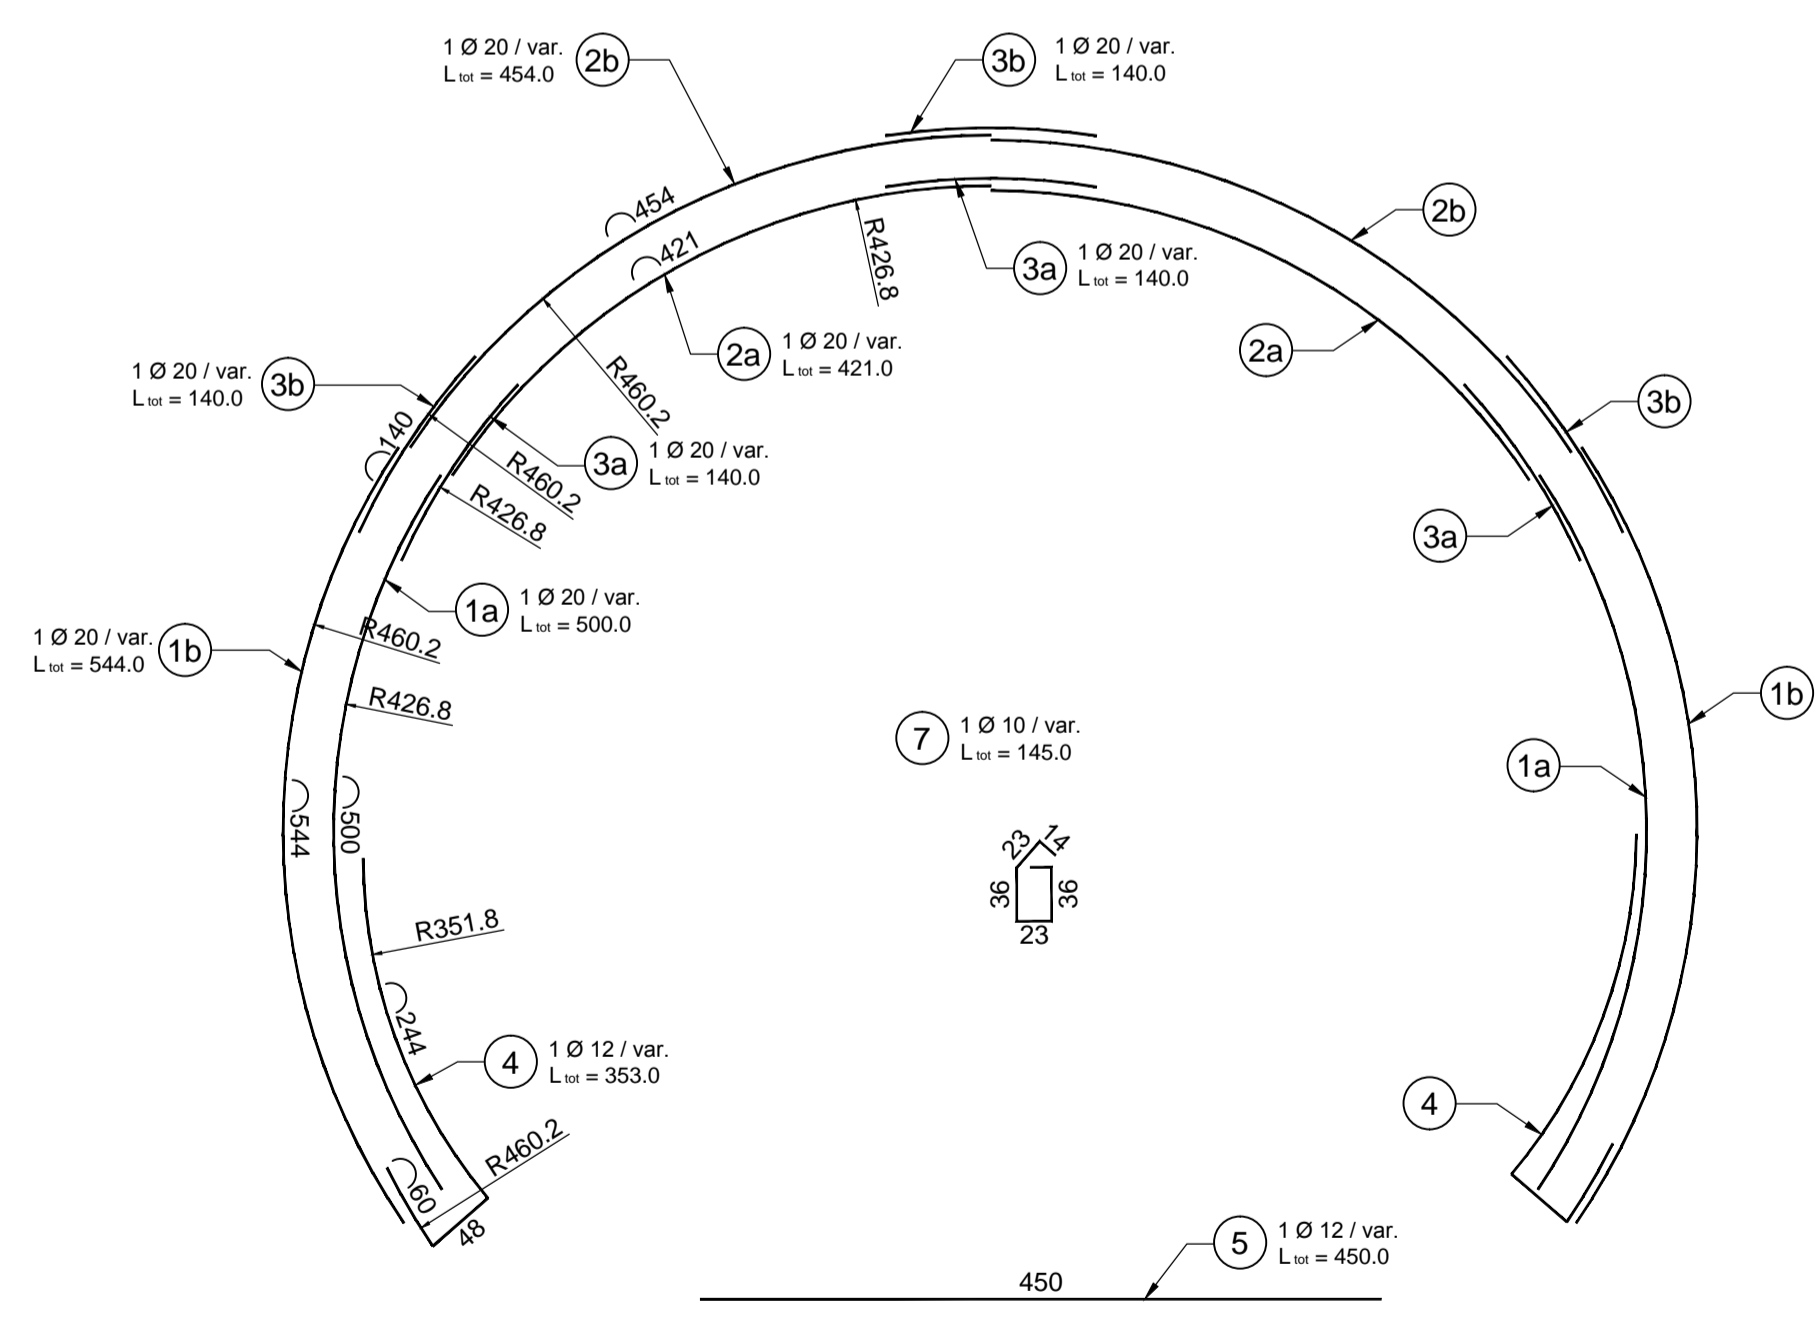 1 Ø 20 / var.
L tot = 454.0
2b
3b
1 Ø 20 / var.
L tot = 140.0
454
421
R426.8
2b
3a
1 Ø 20 / var.
L tot = 140.0
2a
1 Ø 20 / var.
L tot = 421.0
2a
R460.2
1 Ø 20 / var.
L tot = 140.0
3b
140
3b
3a
1 Ø 20 / var.
L tot = 140.0
R460.2
R426.8
3a
1a
1 Ø 20 / var.
L tot = 500.0
1 Ø 20 / var.
L tot = 544.0
1b
R460.2
R426.8
1b
7
1 Ø 10 / var.
L tot = 145.0
1a
544
500
23
14
36
36
23
R351.8
244
4
1 Ø 12 / var.
L tot = 353.0
4
R460.2
60
48
5
1 Ø 12 / var.
L tot = 450.0
450